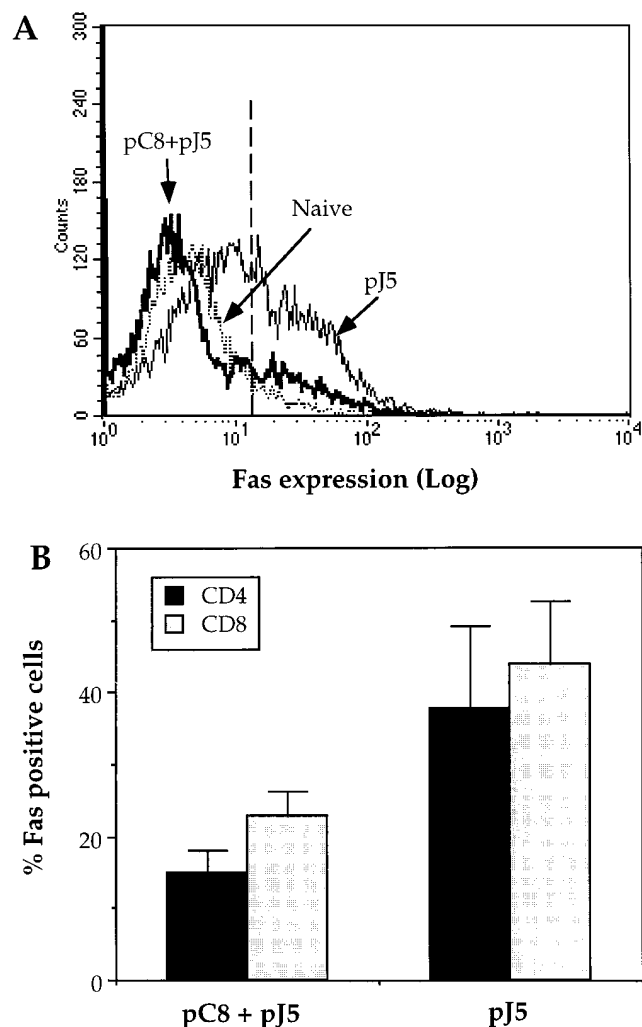 A
300
240
180
120
60
0
Counts
pC8+pJ5
Naive
pJ5
10^0 10^1 10^2 10^3 10^4
Fas expression (Log)
B
60
40
20
0
% Fas positive cells
CD4
CD8
pC8 + pJ5 pJ5